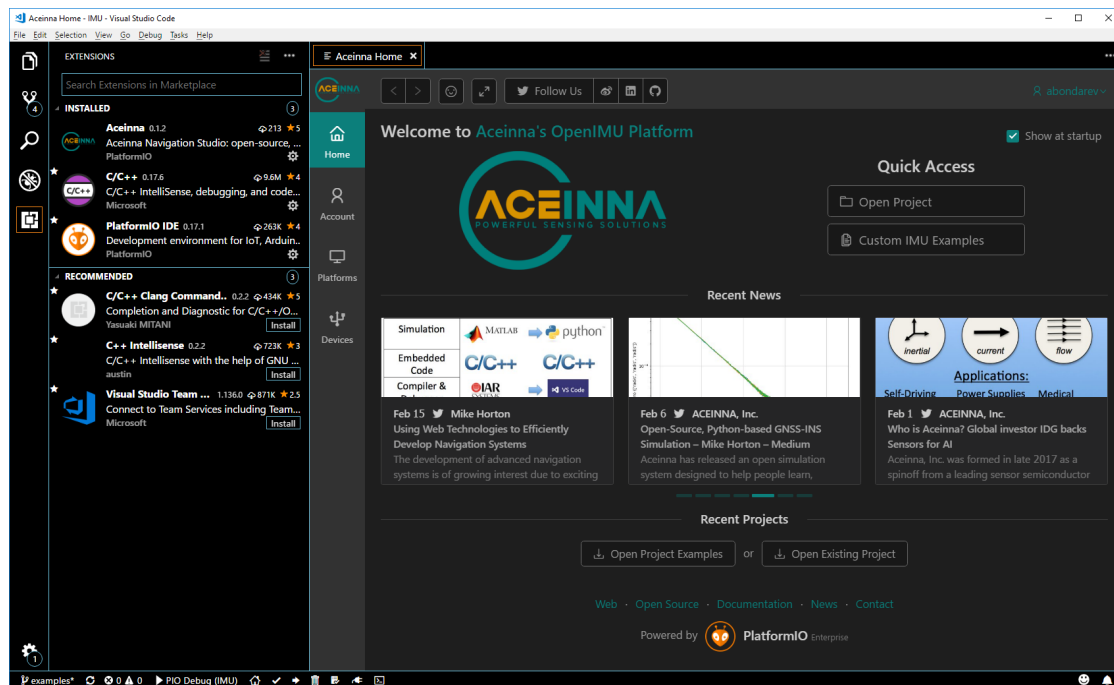 Aceinna Home - IMU - Visual Studio Code
File Edit Selection View Go Debug Tasks Help
EXTENSIONS
Search Extensions in Marketplace
INSTALLED 3
Aceinna 0.1.2 213 5
Aceinna Navigation Studio: open-source, ...
PlatformIO
C/C++ 0.17.6 9.6M 4
C/C++ IntelliSense, debugging, and code...
Microsoft
PlatformIO IDE 0.17.1 263K 4
Development environment for IoT, Arduin..
PlatformIO
RECOMMENDED 3
C/C++ Clang Command.. 0.2.2 434K 5
Completion and Diagnostic for C/C++/O...
Yasuaki MITANI Install
C++ Intellisense 0.2.2 723K 3
C/C++ Intellisense with the help of GNU ...
austin Install
Visual Studio Team ... 1.136.0 871K 2.5
Connect to Team Services including Team...
Microsoft Install
4
1
Aceinna Home
ACEINNA
Follow Us
abondarev
Home
Account
Platforms
Devices
Welcome to Aceinna's OpenIMU Platform
Show at startup
ACEINNA
POWERFUL SENSING SOLUTIONS
Quick Access
Open Project
Custom IMU Examples
Recent News
Simulation MATLAB python
Embedded
Code C/C++ C/C++
Compiler & IAR VS Code
Feb 15 Mike Horton
Using Web Technologies to Efficiently
Develop Navigation Systems
The development of advanced navigation
systems is of growing interest due to exciting
Feb 6 ACEINNA, Inc.
Open-Source, Python-based GNSS-INS
Simulation – Mike Horton – Medium
Aceinna has released an open simulation
system designed to help people learn,
inertial current flow
Applications:
Self-Driving Power Supplies Medical
Feb 1 ACEINNA, Inc.
Who is Aceinna? Global investor IDG backs
Sensors for AI
Aceinna, Inc. was formed in late 2017 as a
spinoff from a leading sensor semiconductor
Recent Projects
Open Project Examples or Open Existing Project
Web · Open Source · Documentation · News · Contact
Powered by PlatformIO Enterprise
examples* 0 0 PIO Debug (IMU)